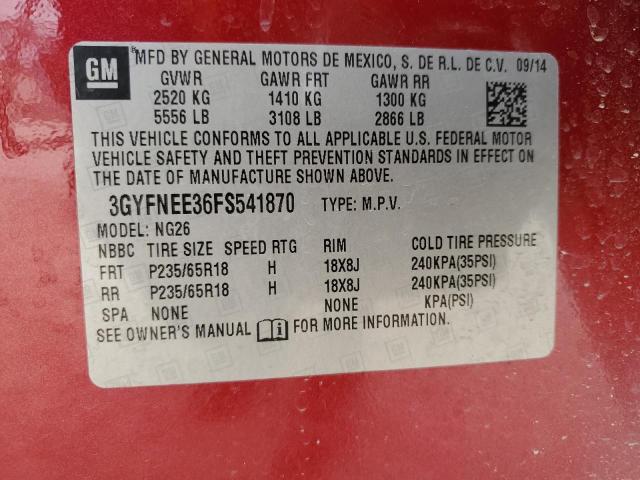 GM
MFD BY GENERAL MOTORS DE MEXICO, S. DE R.L. DE C.V. 09/14
GVWR GAWR FRT GAWR RR
2520 KG 1410 KG 1300 KG
5556 LB 3108 LB 2866 LB
THIS VEHICLE CONFORMS TO ALL APPLICABLE U.S. FEDERAL MOTOR
VEHICLE SAFETY AND THEFT PREVENTION STANDARDS IN EFFECT ON
THE DATE OF MANUFACTURE SHOWN ABOVE.
3GYFNEE36FS541870 TYPE: M.P.V.
MODEL: NG26
NBBC TIRE SIZE SPEED RTG RIM COLD TIRE PRESSURE
FRT P235/65R18 H 18X8J 240KPA(35PSI)
RR P235/65R18 H 18X8J 240KPA(35PSI)
SPA NONE NONE KPA(PSI)
SEE OWNER'S MANUAL FOR MORE INFORMATION.